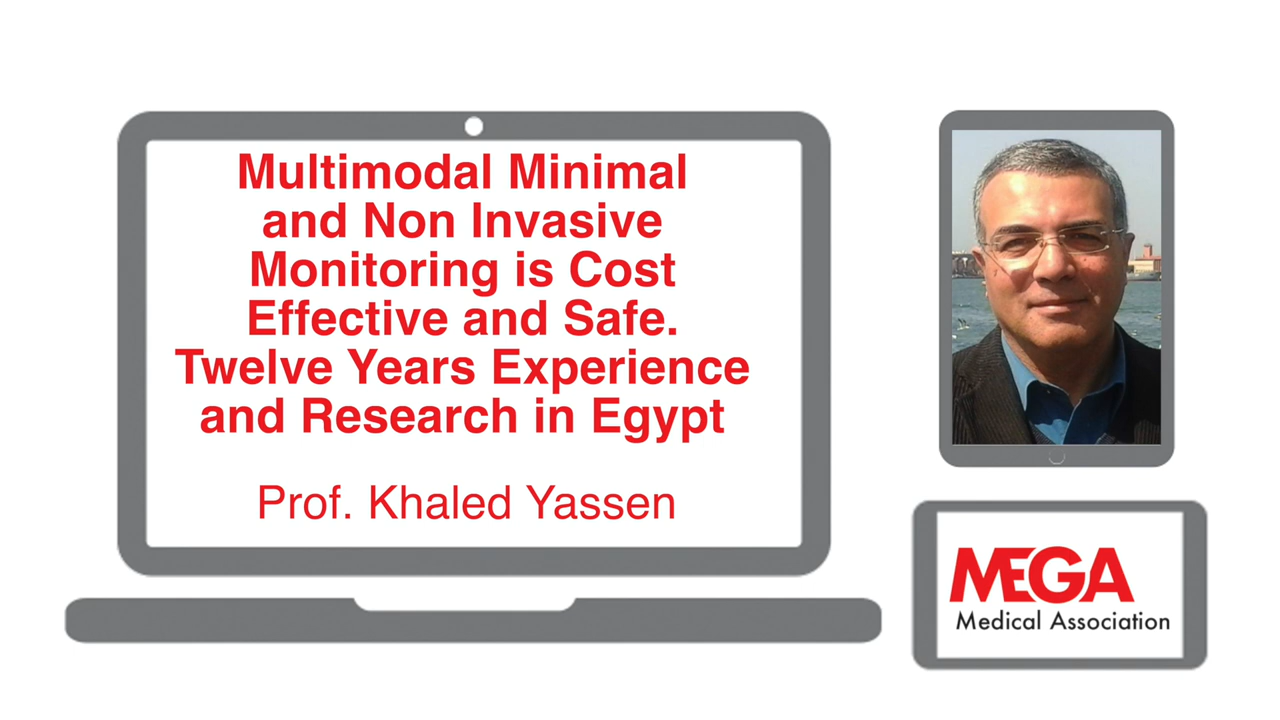 Multimodal Minimal
and Non Invasive
Monitoring is Cost
Effective and Safe.
Twelve Years Experience
and Research in Egypt
Prof. Khaled Yassen
MEGA
Medical Association